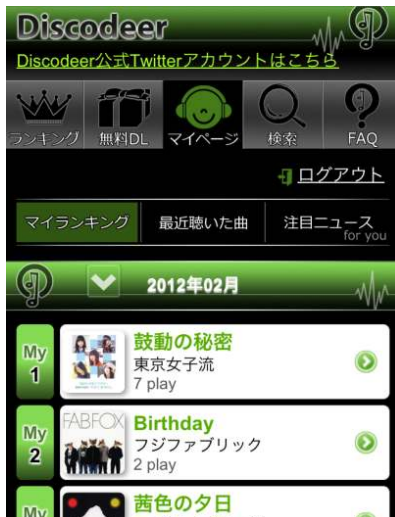 Discodeer
Discodeer公式Twitterアカウントはこちら
ランキング 無料DL マイページ 検索 FAQ
ログアウト
マイランキング 最近聴いた曲 注目ニュース
for you
2012年02月
My 1
鼓動の秘密
東京女子流
7 play
My 2
FABFOX
Birthday
フジファブリック
2 play
My
茜色の夕日